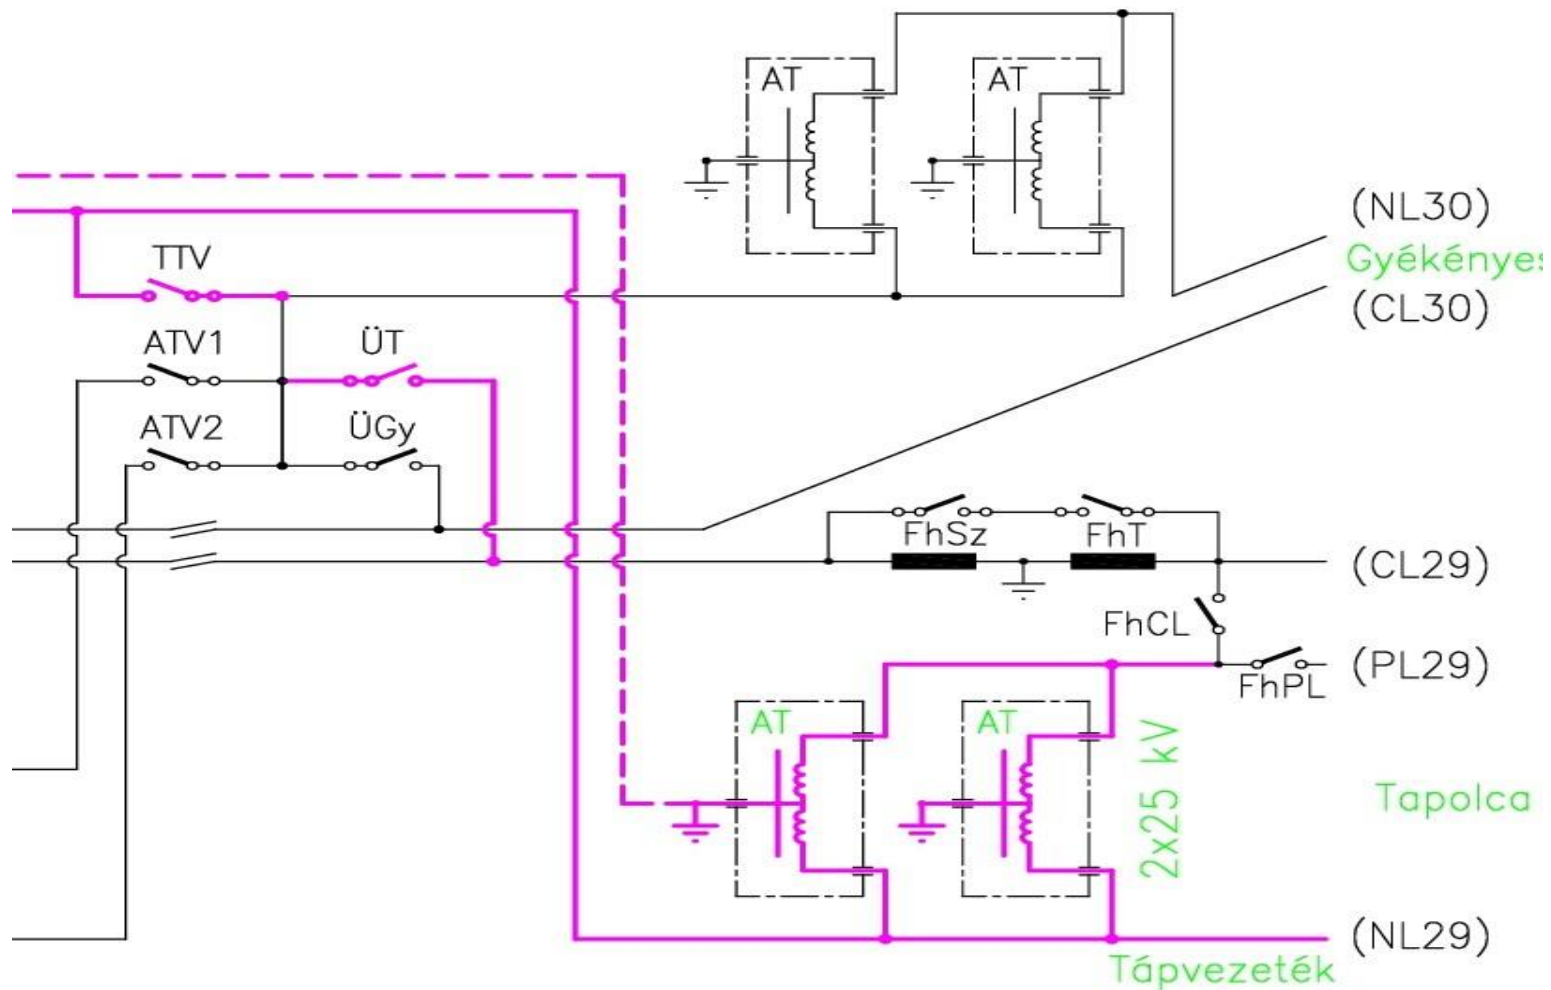 AT
AT
(NL30)
Gyékényes
(CL30)
TTV
ATV1
ÜT
ATV2
ÜGy
FhSz
FhT
(CL29)
FhCL
(PL29)
FhPL
AT
AT
2x25 kV
Tapolca
(NL29)
Tápvezeték